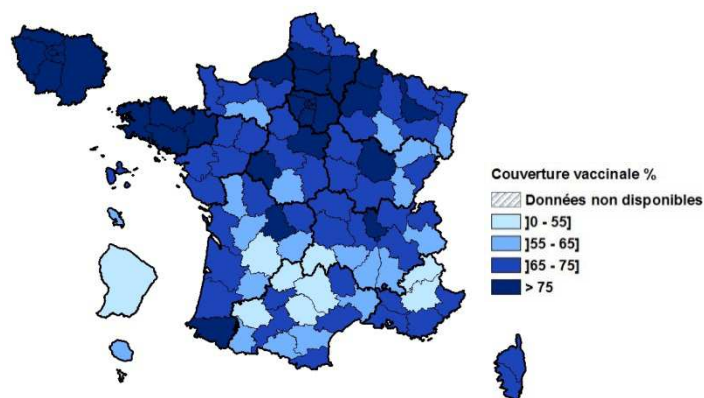 Couverture vaccinale %
Données non disponibles
]0 - 55]
]55 - 65]
]65 - 75]
> 75